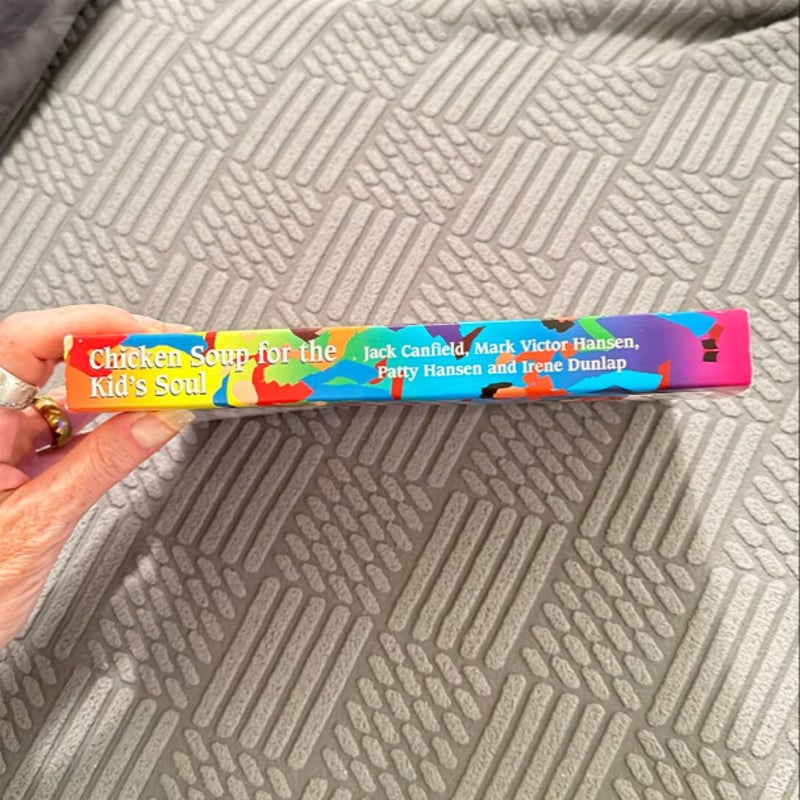 Chicken Soup for the
Kid's Soul
Jack Canfield, Mark Victor Hansen,
Patty Hansen and Irene Dunlap